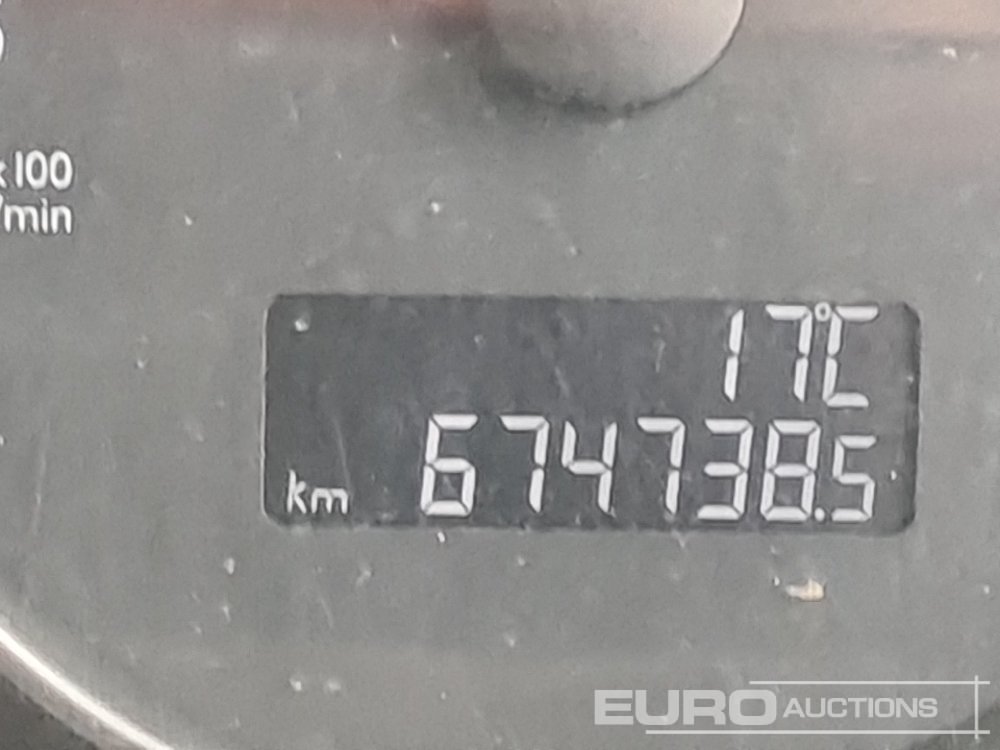 x100
/min
17°C
km 674738.5
EURO AUCTIONS